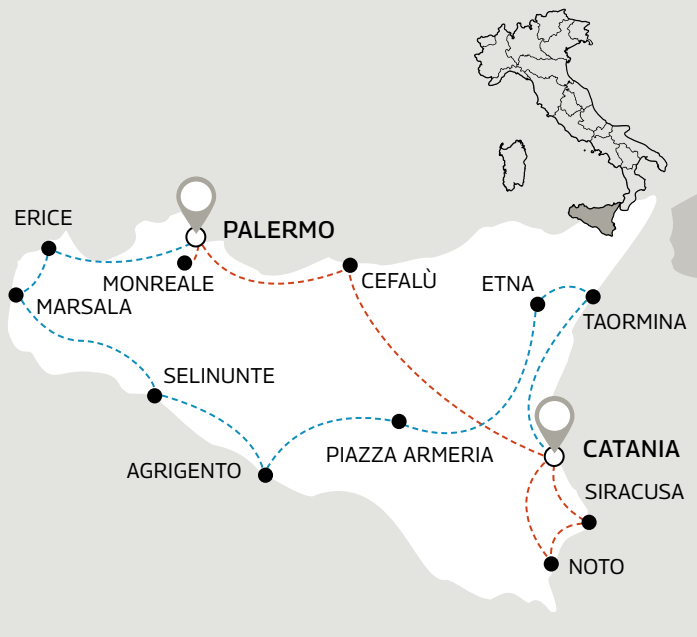 ERICE
PALERMO
MONREALE
CEFALÙ
ETNA
MARSALA
TAORMINA
SELINUNTE
PIAZZA ARMERIA
CATANIA
AGRIGENTO
SIRACUSA
NOTO